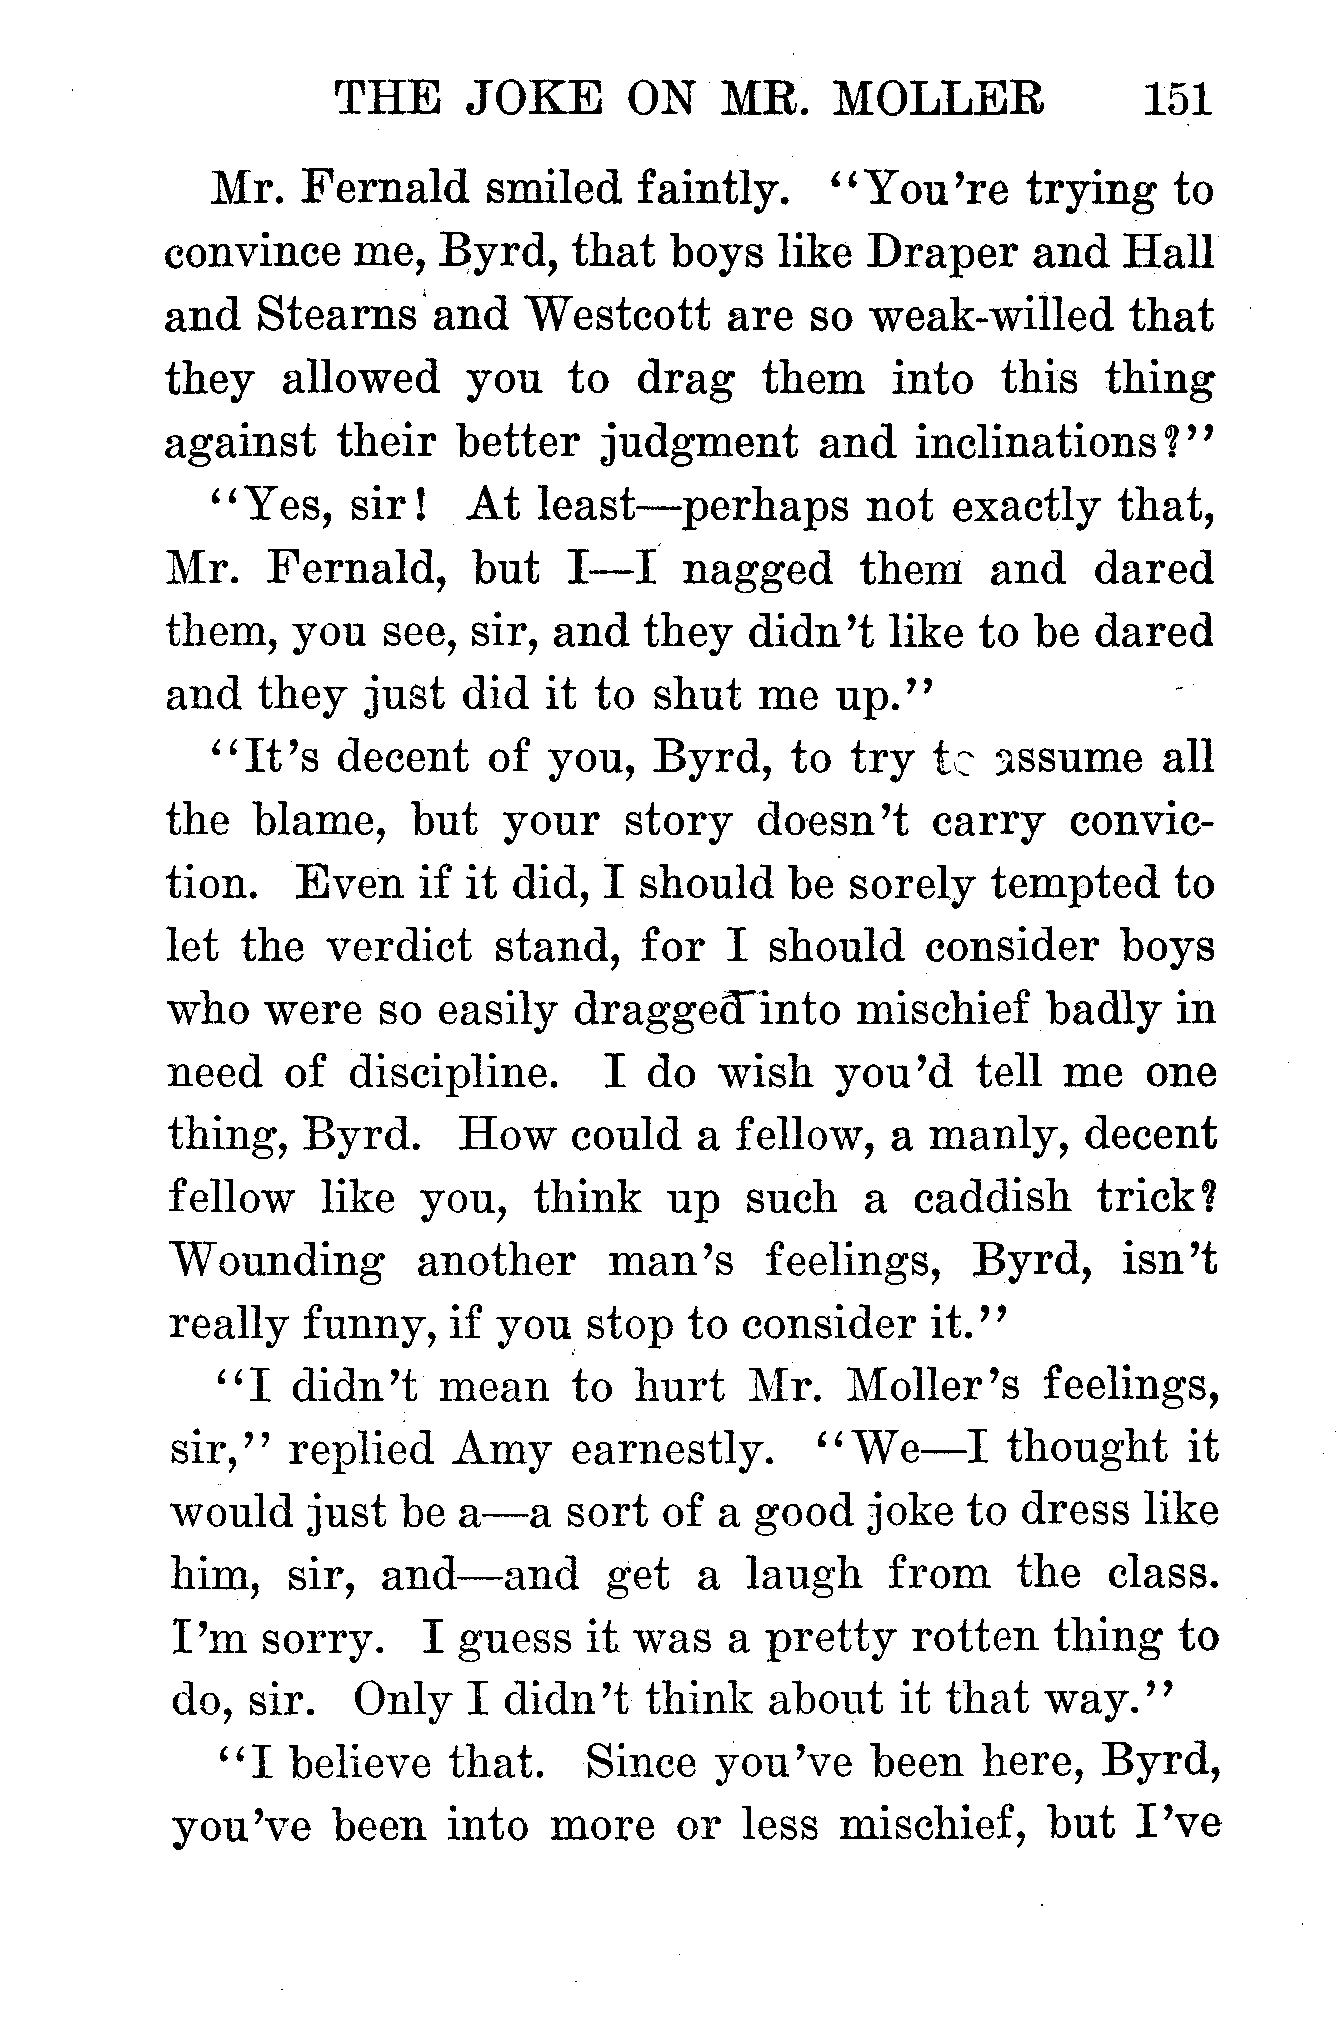 THE JOKE ON MR. MOLLER 151
Mr. Fernald smiled faintly. "You're trying to
convince me, Byrd, that boys like Draper and Hall
and Stearns and Westcott are so weak-willed that
they allowed you to drag them into this thing
against their better judgment and inclinations?"
"Yes, sir! At least—perhaps not exactly that,
Mr. Fernald, but I—I nagged them and dared
them, you see, sir, and they didn't like to be dared
and they just did it to shut me up."
"It's decent of you, Byrd, to try to assume all
the blame, but your story doesn't carry convic-
tion. Even if it did, I should be sorely tempted to
let the verdict stand, for I should consider boys
who were so easily dragged into mischief badly in
need of discipline. I do wish you'd tell me one
thing, Byrd. How could a fellow, a manly, decent
fellow like you, think up such a caddish trick?
Wounding another man's feelings, Byrd, isn't
really funny, if you stop to consider it."
"I didn't mean to hurt Mr. Moller's feelings,
sir," replied Amy earnestly. "We—I thought it
would just be a—a sort of a good joke to dress like
him, sir, and—and get a laugh from the class.
I'm sorry. I guess it was a pretty rotten thing to
do, sir. Only I didn't think about it that way."
"I believe that. Since you've been here, Byrd,
you've been into more or less mischief, but I've